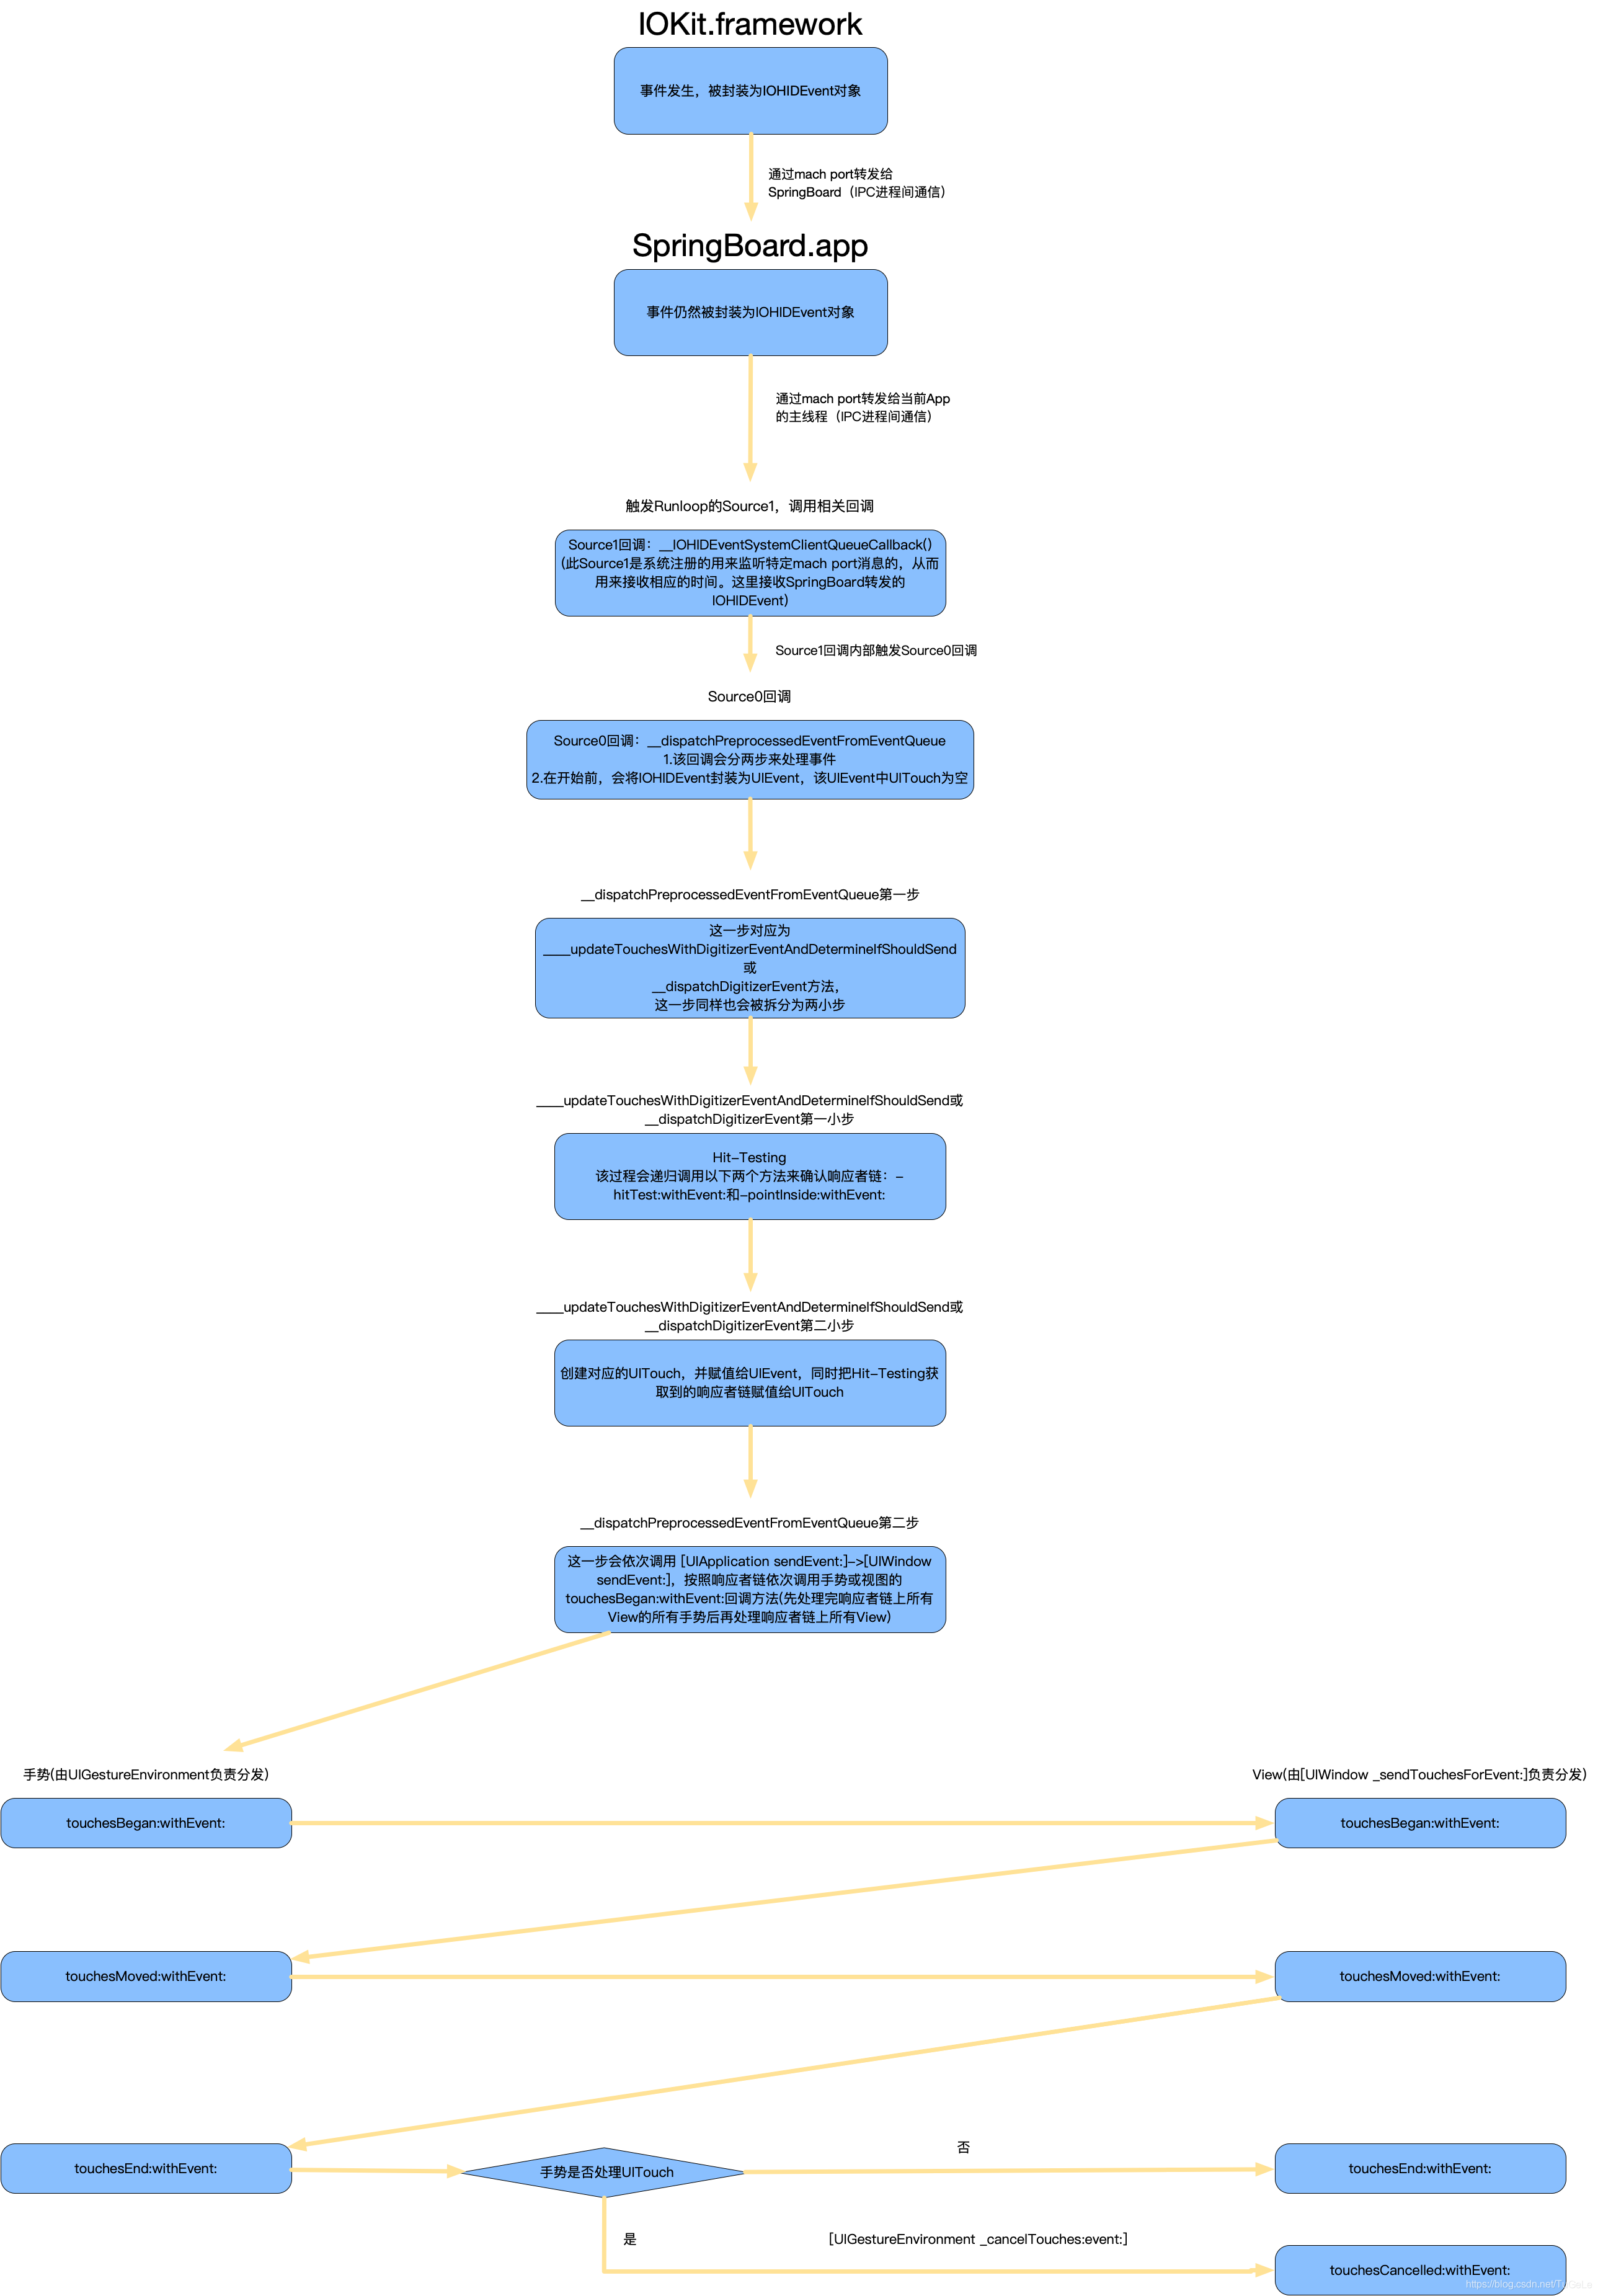 IOKit.framework
事件发生，被封装为IOHIDEvent对象
通过mach port转发给
SpringBoard（IPC进程间通信）
SpringBoard.app
事件仍然被封装为IOHIDEvent对象
通过mach port转发给当前App
的主线程（IPC进程间通信）
触发Runloop的Source1，调用相关回调
Source1回调：__IOHIDEventSystemClientQueueCallback()
(此Source1是系统注册的用来监听特定mach port消息的，从而
用来接收相应的时间。这里接收SpringBoard转发的
IOHIDEvent)
Source1回调内部触发Source0回调
Source0回调
Source0回调：__dispatchPreprocessedEventFromEventQueue
1.该回调会分两步来处理事件
2.在开始前，会将IOHIDEvent封装为UIEvent，该UIEvent中UITouch为空
__dispatchPreprocessedEventFromEventQueue第一步
这一步对应为
____updateTouchesWithDigitizerEventAndDetermineIfShouldSend
或
__dispatchDigitizerEvent方法，
这一步同样也会被拆分为两小步
____updateTouchesWithDigitizerEventAndDetermineIfShouldSend或
__dispatchDigitizerEvent第一小步
Hit-Testing
该过程会递归调用以下两个方法来确认响应者链：-
hitTest:withEvent:和-pointInside:withEvent:
____updateTouchesWithDigitizerEventAndDetermineIfShouldSend或
__dispatchDigitizerEvent第二小步
创建对应的UITouch，并赋值给UIEvent，同时把Hit-Testing获
取到的响应者链赋值给UITouch
__dispatchPreprocessedEventFromEventQueue第二步
这一步会依次调用 [UIApplication sendEvent:]->[UIWindow
sendEvent:]，按照响应者链依次调用手势或视图的
touchesBegan:withEvent:回调方法(先处理完响应者链上所有
View的所有手势后再处理响应者链上所有View)
手势(由UIGestureEnvironment负责分发)
View(由[UIWindow _sendTouchesForEvent:]负责分发)
touchesBegan:withEvent:
touchesBegan:withEvent:
touchesMoved:withEvent:
touchesMoved:withEvent:
否
touchesEnd:withEvent:
手势是否处理UITouch
touchesEnd:withEvent:
是
[UIGestureEnvironment _cancelTouches:event:]
touchesCancelled:withEvent: